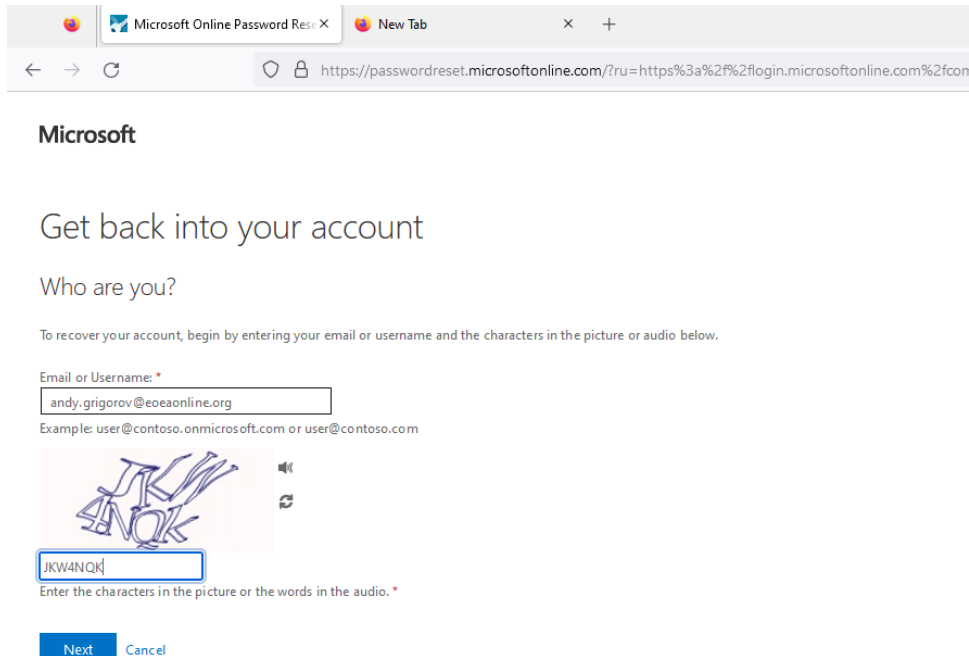 Microsoft Online Password Rese
New Tab
https://passwordreset.microsoftonline.com/?ru=https%3a%2f%2flogin.microsoftonline.com%2fcom
Microsoft
Get back into your account
Who are you?
To recover your account, begin by entering your email or username and the characters in the picture or audio below.
Email or Username: *
andy.grigorov@eoeaonline.org
Example: user@contoso.onmicrosoft.com or user@contoso.com
JKW4NQK
Enter the characters in the picture or the words in the audio. *
Next Cancel